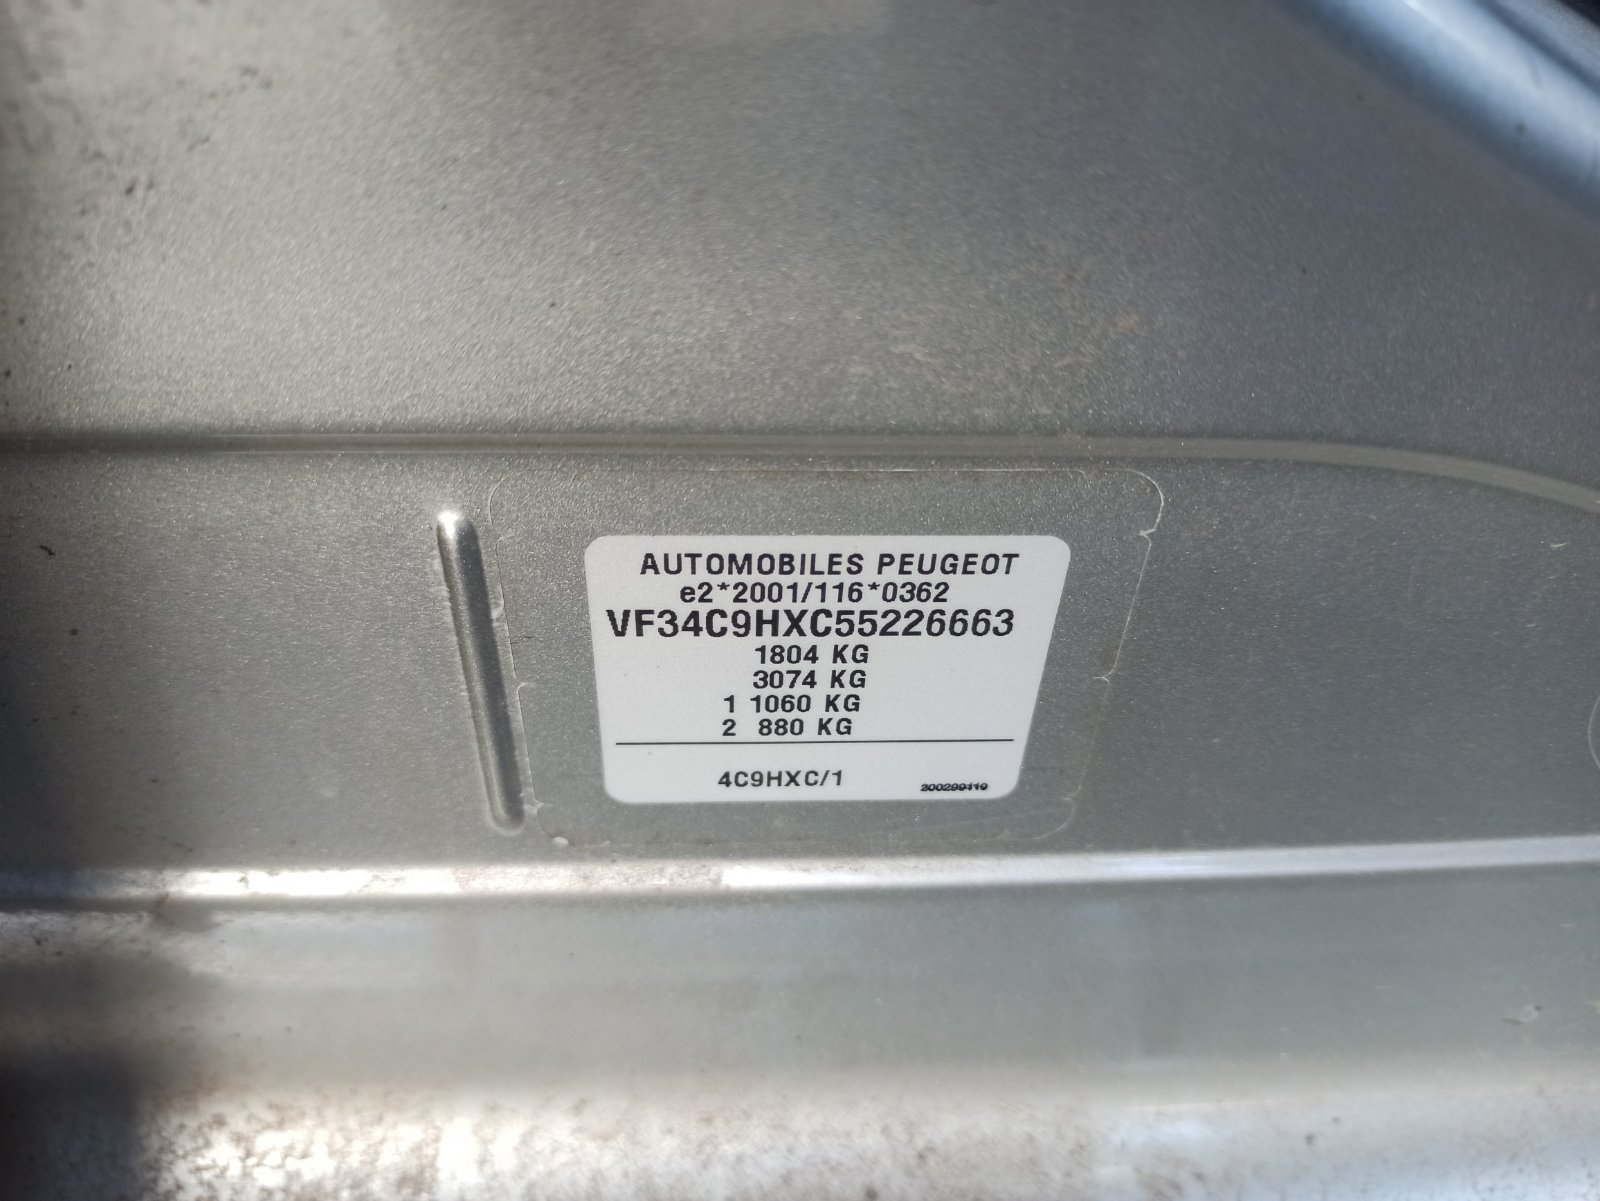 AUTOMOBILES PEUGEOT
e2*2001/116*0362
VF34C9HXC55226663
1804 KG
3074 KG
1 1060 KG
2 880 KG
4C9HXC/1
200299119